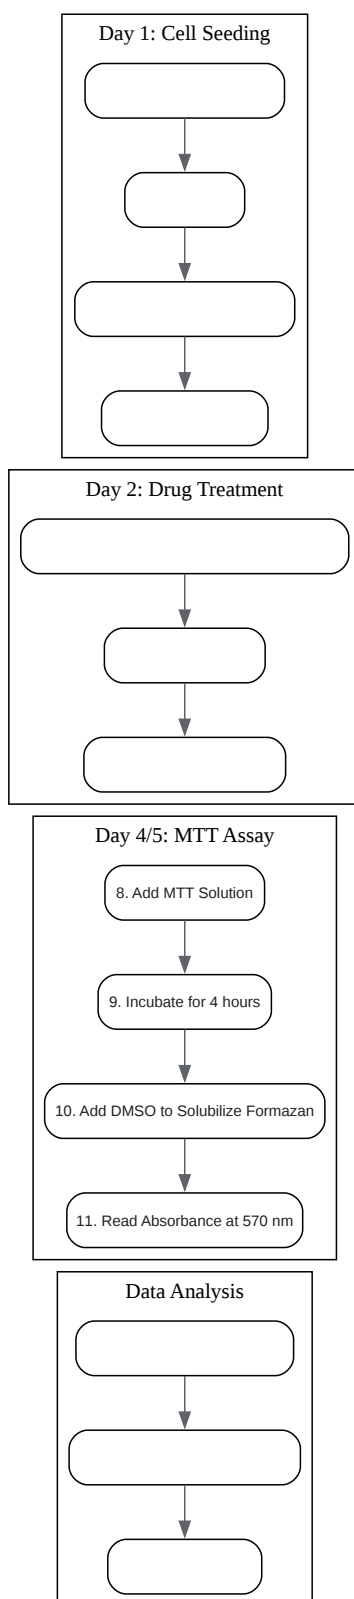 Day 1: Cell Seeding
Day 2: Drug Treatment
Day 4/5: MTT Assay
8. Add MTT Solution
9. Incubate for 4 hours
10. Add DMSO to Solubilize Formazan
11. Read Absorbance at 570 nm
Data Analysis